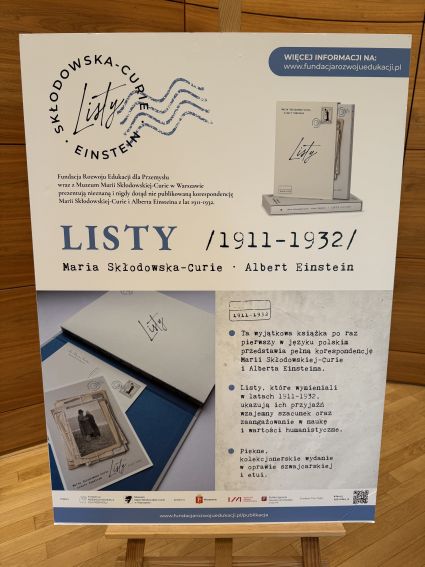 WIĘCEJ INFORMACJI NA:
www.fundacjarozwojuedukacji.pl
SKŁODOWSKA-CURIE · EINSTEIN ·
Listy
Fundacja Rozwoju Edukacji dla Przemysłu
wraz z Muzeum Marii Skłodowskiej-Curie w Warszawie
prezentują nieznaną i nigdy dotąd nie publikowaną korespondencję
Marii Skłodowskiej-Curie i Alberta Einsteina z lat 1911-1932.
Listy
LISTY /1911-1932/
Maria Skłodowska-Curie · Albert Einstein
Listy
Listy
1911-1932
Ta wyjątkowa książka po raz
pierwszy w języku polskim
przedstawia pełną korespondencję
Marii Skłodowskiej-Curie
i Alberta Einsteina.
Listy, które wymieniali
w latach 1911-1932,
ukazują ich przyjaźń
wzajemny szacunek oraz
zaangażowanie w naukę
i wartości humanistyczne.
Piękne,
kolekcjonerskie wydanie
w oprawie szwajcarskiej
i etui.
www.fundacjarozwojuedukacji.pl/publikacja